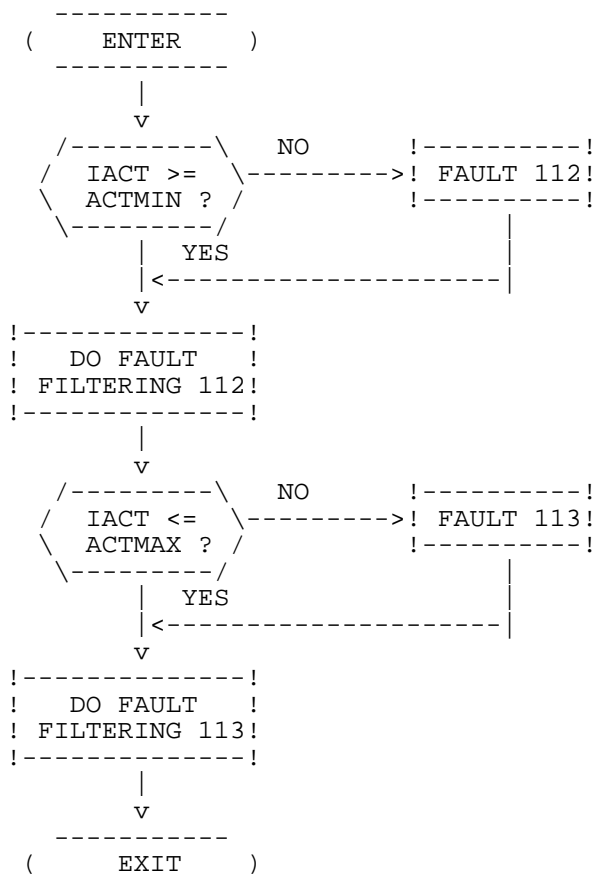 ENTER
IACT >=
ACTMIN ?
NO
FAULT 112
YES
DO FAULT
FILTERING 112
IACT <=
ACTMAX ?
NO
FAULT 113
YES
DO FAULT
FILTERING 113
EXIT